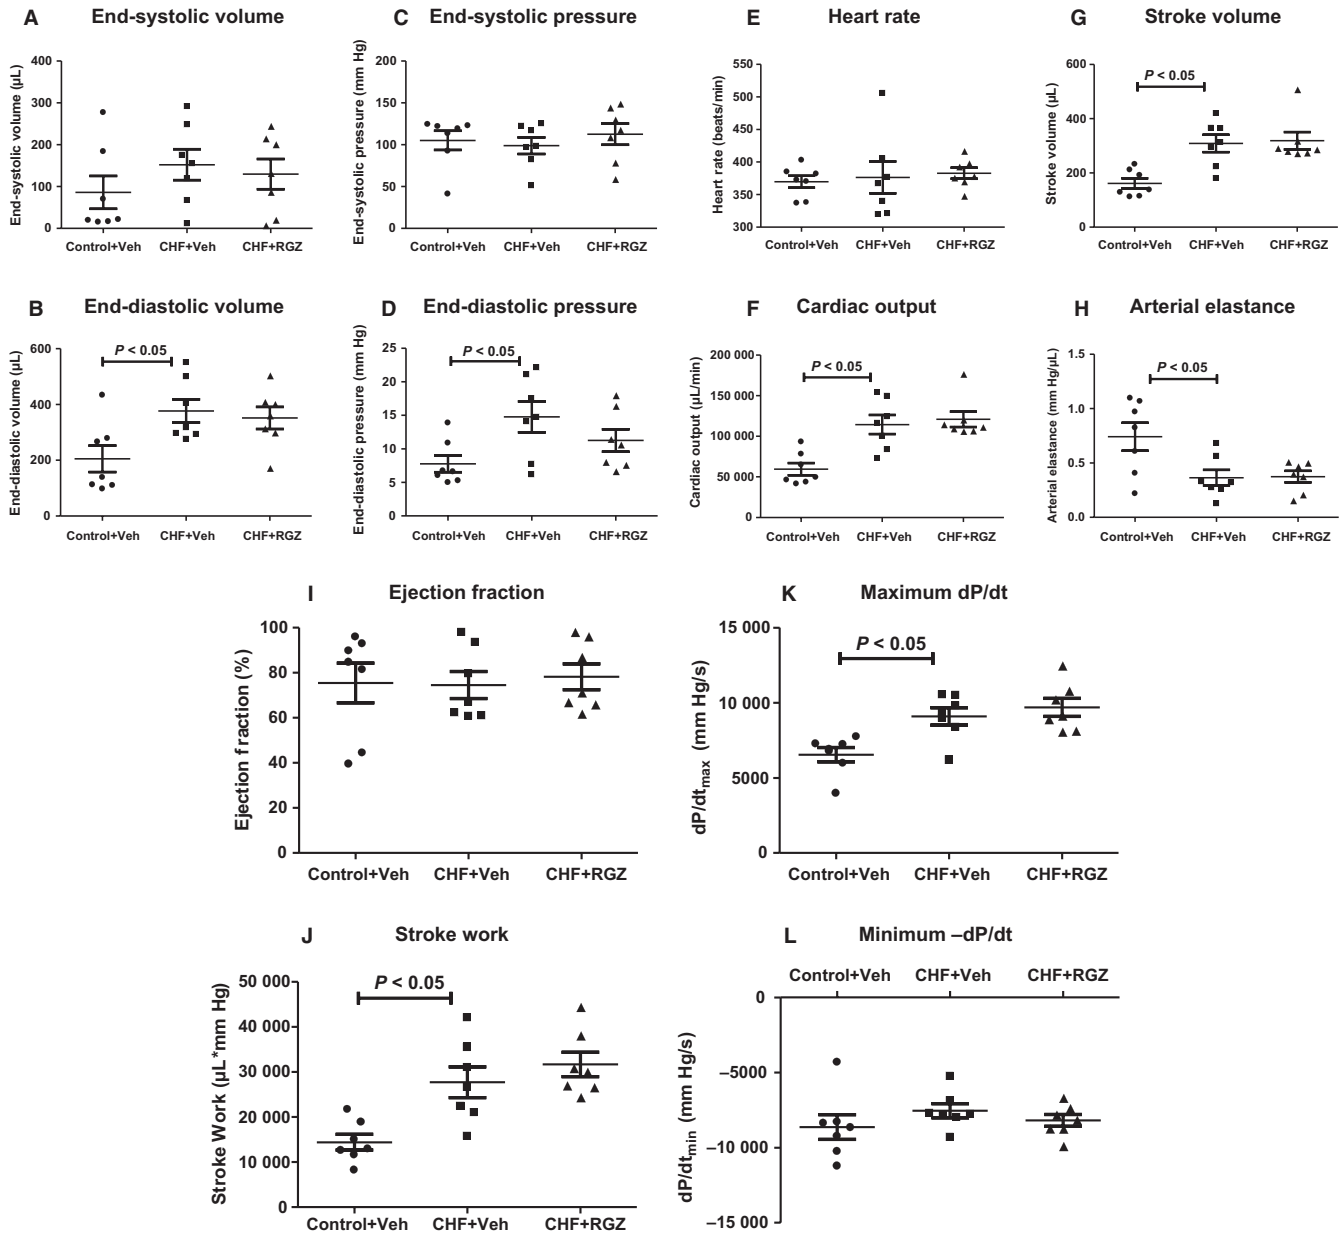 A End-systolic volume
End-systolic volume (µL)
400
300
200
100
0
Control+Veh CHF+Veh CHF+RGZ
C End-systolic pressure
End-systolic pressure (mm Hg)
200
150
100
50
0
Control+Veh CHF+Veh CHF+RGZ
E Heart rate
Heart rate (beats/min)
550
500
450
400
350
300
Control+Veh CHF+Veh CHF+RGZ
G Stroke volume
Stroke volume (µL)
600
400
200
0
P < 0.05
Control+Veh CHF+Veh CHF+RGZ
B End-diastolic volume
End-diastolic volume (µL)
600
400
200
0
P < 0.05
Control+Veh CHF+Veh CHF+RGZ
D End-diastolic pressure
End-diastolic pressure (mm Hg)
25
20
15
10
5
0
P < 0.05
Control+Veh CHF+Veh CHF+RGZ
F Cardiac output
Cardiac output (µL/min)
200 000
150 000
100 000
50 000
0
P < 0.05
Control+Veh CHF+Veh CHF+RGZ
H Arterial elastance
Arterial elastance (mm Hg/µL)
1.5
1.0
0.5
0.0
P < 0.05
Control+Veh CHF+Veh CHF+RGZ
I Ejection fraction
Ejection fraction (%)
100
80
60
40
20
0
Control+Veh CHF+Veh CHF+RGZ
K Maximum dP/dt
dP/dtmax (mm Hg/s)
15 000
10 000
5000
0
P < 0.05
Control+Veh CHF+Veh CHF+RGZ
J Stroke work
Stroke Work (µL*mm Hg)
50 000
40 000
30 000
20 000
10 000
0
P < 0.05
Control+Veh CHF+Veh CHF+RGZ
L Minimum –dP/dt
Control+Veh CHF+Veh CHF+RGZ
dP/dtmin (mm Hg/s)
0
–5000
–10 000
–15 000